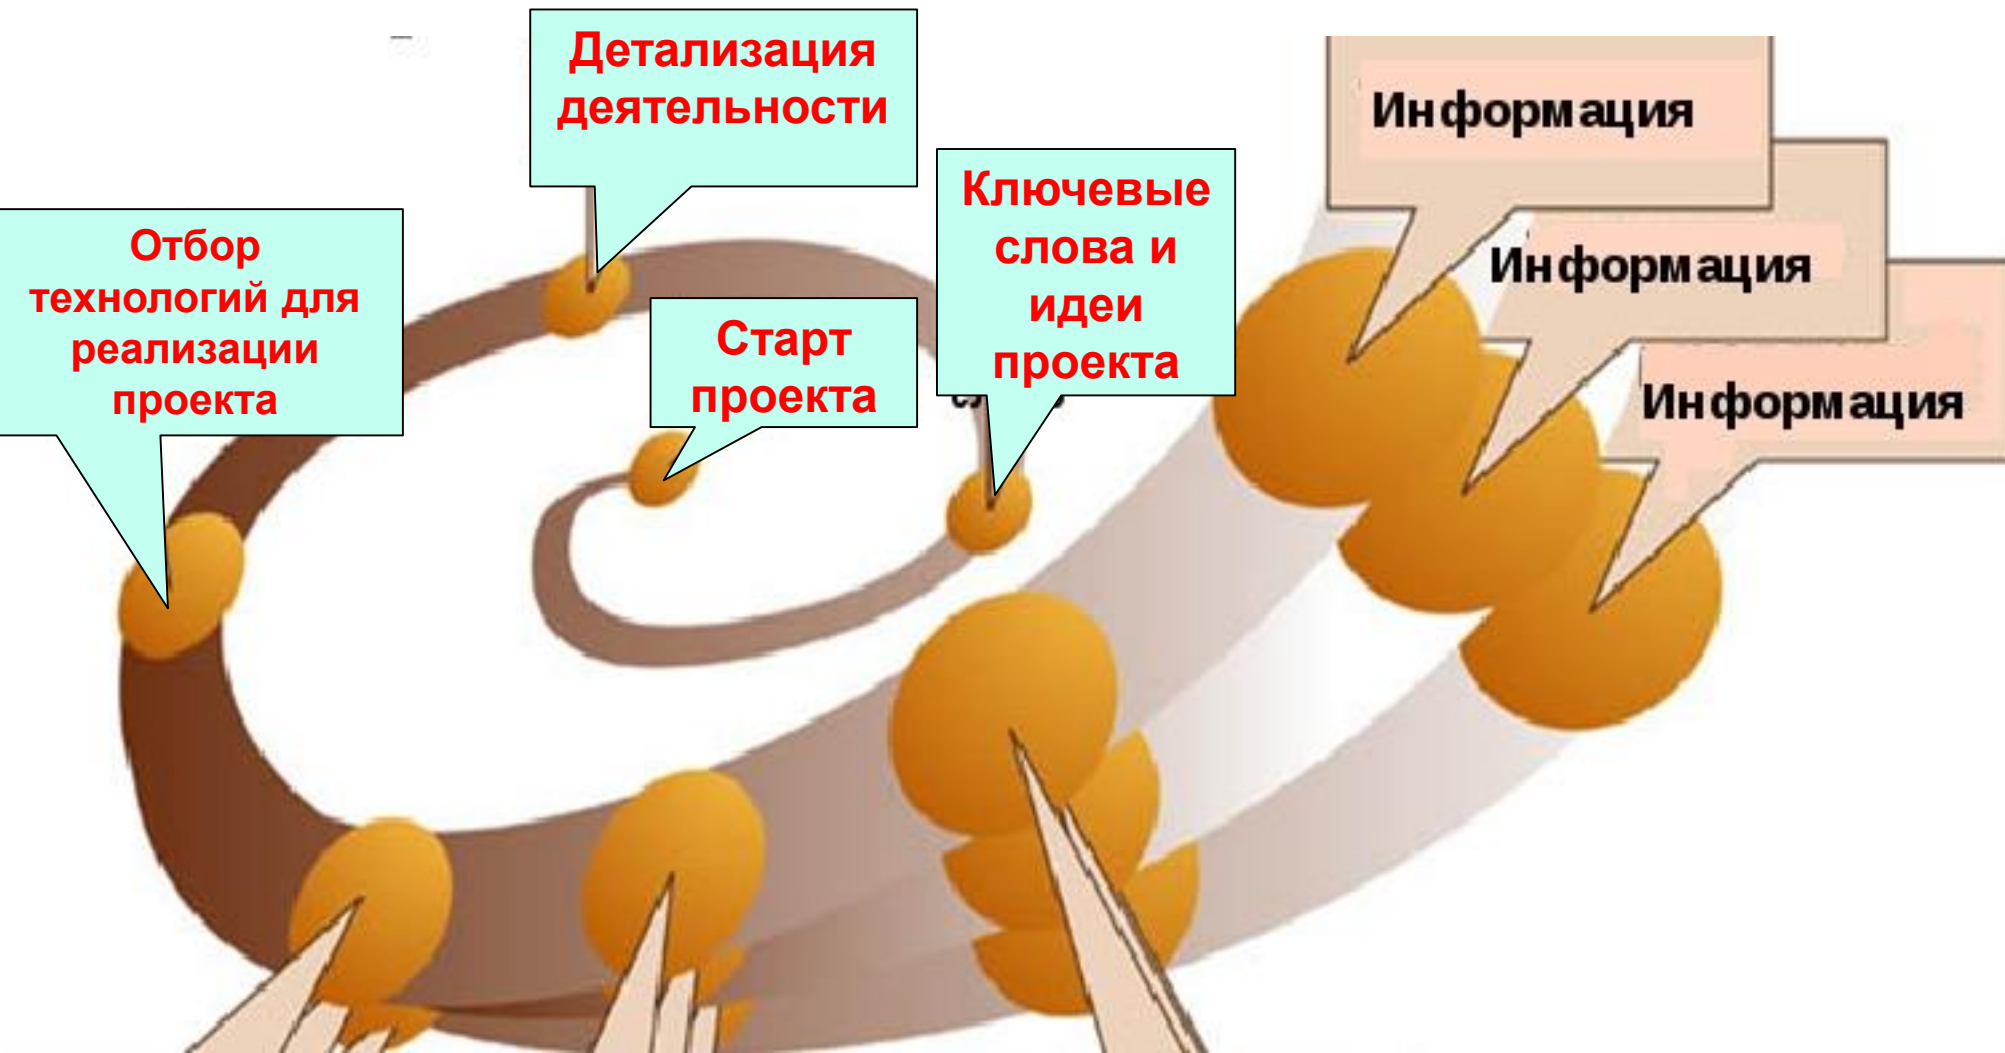 Детализация
деятельности
Информация
Ключевые
слова и
идеи
проекта
Отбор
технологий для
реализации
проекта
Информация
Старт
проекта
Информация